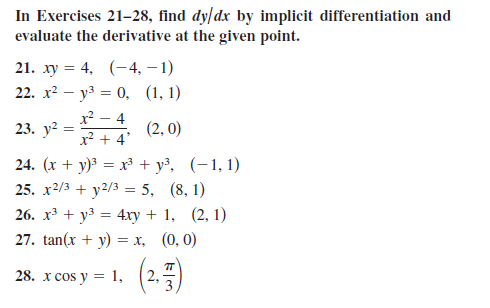 In Exercises 21–28, find dy/dx by implicit differentiation and
evaluate the derivative at the given point.
21. xy = 4, (−4, −1)
22. x² − y³ = 0, (1, 1)
23. y² = (x² − 4)/(x² + 4), (2, 0)
24. (x + y)³ = x³ + y³, (−1, 1)
25. x^(2/3) + y^(2/3) = 5, (8, 1)
26. x³ + y³ = 4xy + 1, (2, 1)
27. tan(x + y) = x, (0, 0)
28. x cos y = 1, (2, π/3)